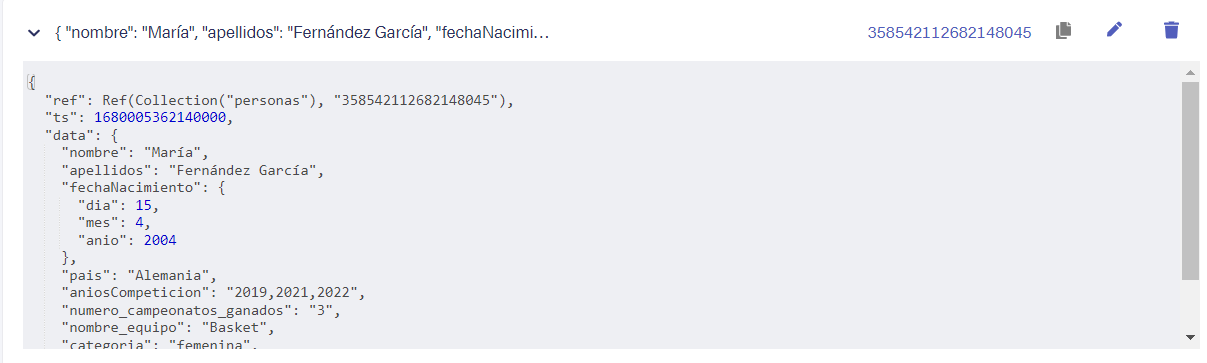 { "nombre": "María", "apellidos": "Fernández García", "fechaNacimi... 358542112682148045
{
"ref": Ref(Collection("personas"), "358542112682148045"),
"ts": 1680005362140000,
"data": {
"nombre": "María",
"apellidos": "Fernández García",
"fechaNacimiento": {
"dia": 15,
"mes": 4,
"anio": 2004
},
"pais": "Alemania",
"aniosCompeticion": "2019,2021,2022",
"numero_campeonatos_ganados": "3",
"nombre_equipo": "Basket",
"categoria": "femenina",